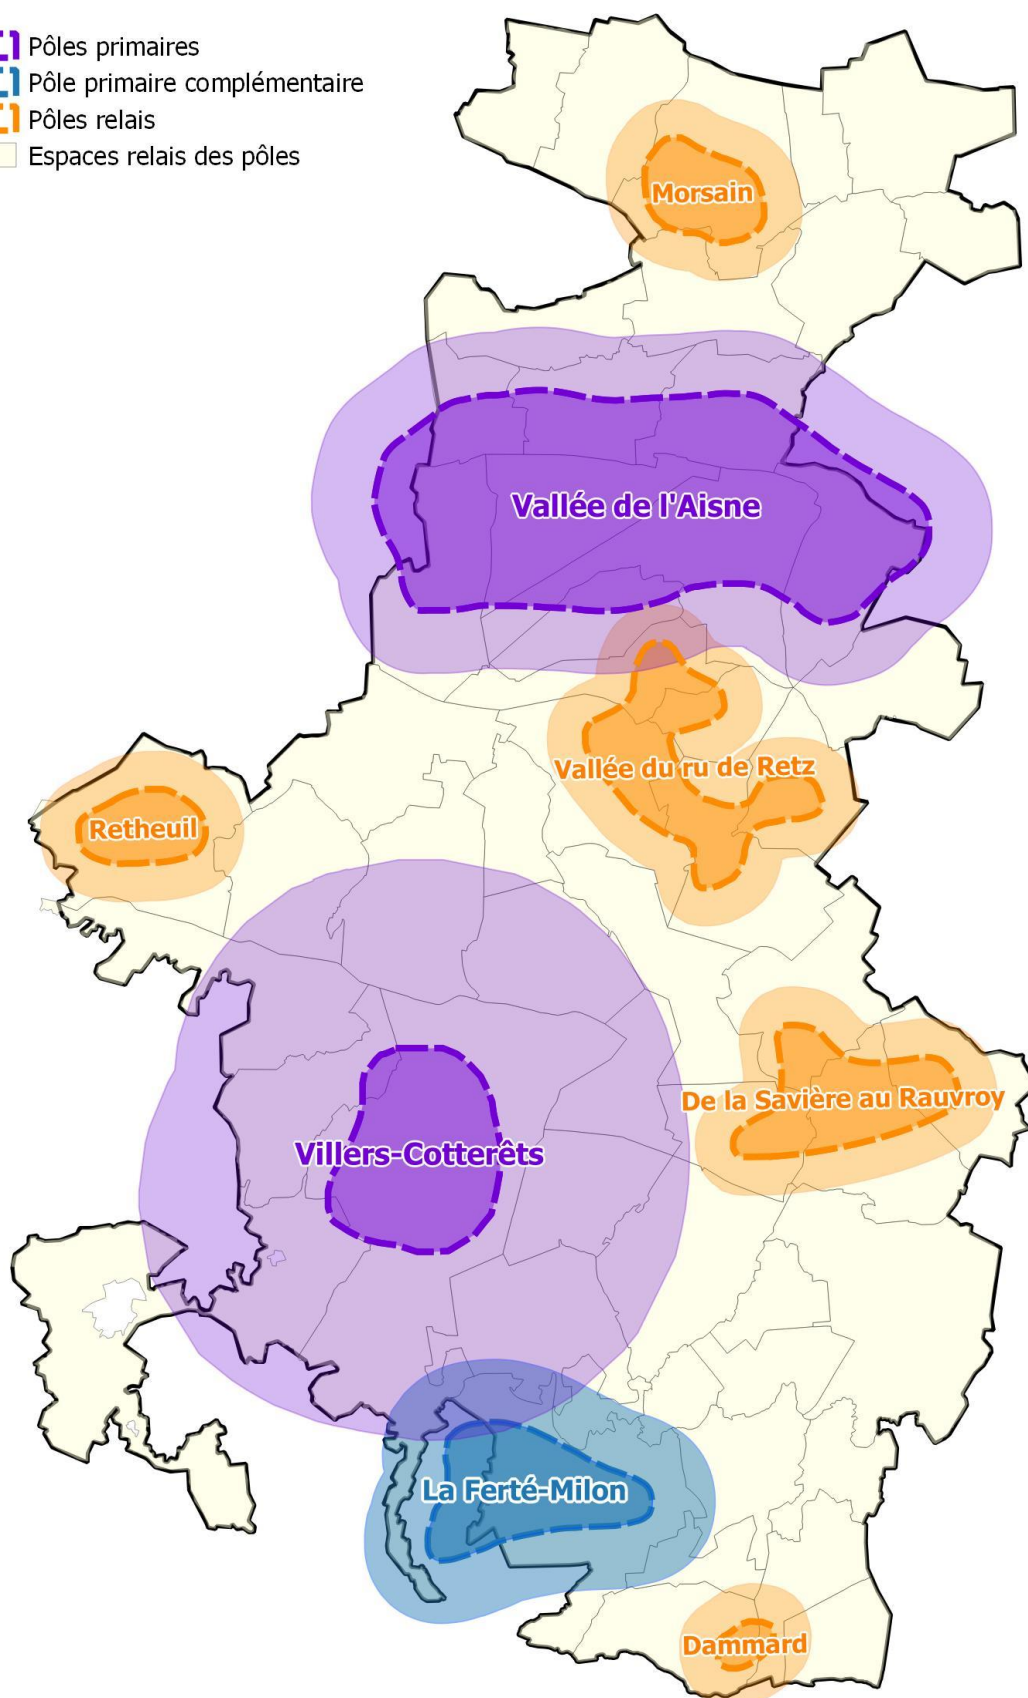 Pôles primaires
Pôle primaire complémentaire
Pôles relais
Espaces relais des pôles
Morsain
Vallée de l'Aisne
Vallée du ru de Retz
Retheuil
De la Savière au Rauvroy
Villers-Cotterêts
La Ferté-Milon
Dammard